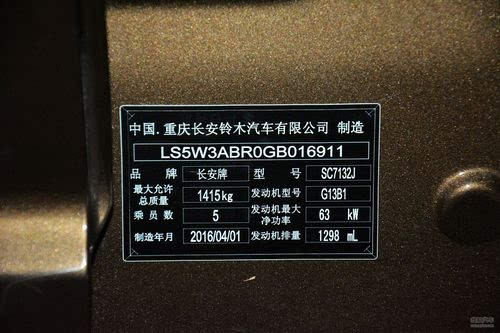 中国.重庆长安铃木汽车有限公司 制造
LS5W3ABR0GB016911
品 牌 长安牌 型 号 SC7132J
最大允许总质量 1415kg 发动机型号 G13B1
乘员数 5 发动机最大净功率 63 kW
制造年月 2016/04/01 发动机排量 1298 mL